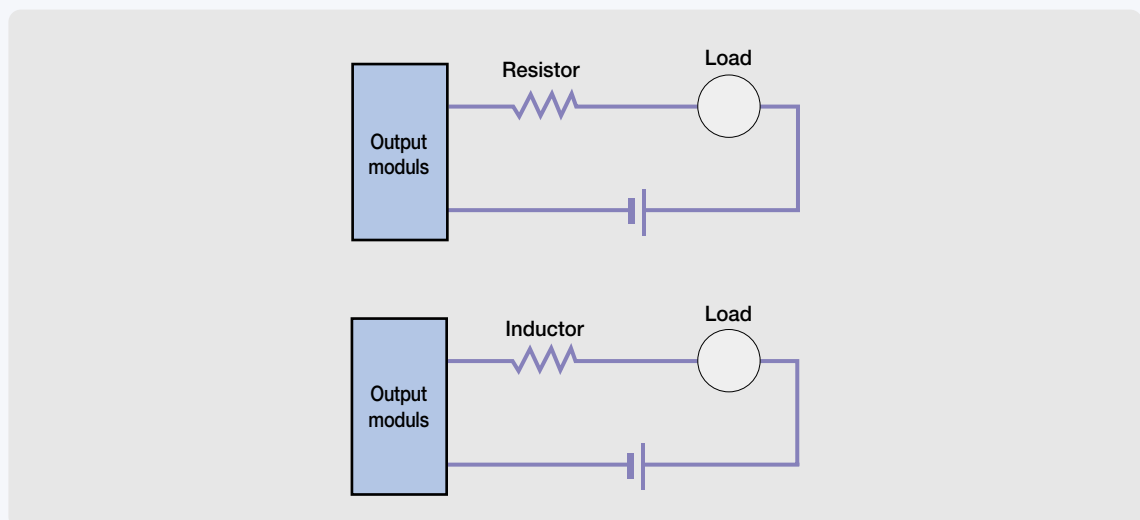 Resistor
Load
Output
moduls
Inductor
Load
Output
moduls